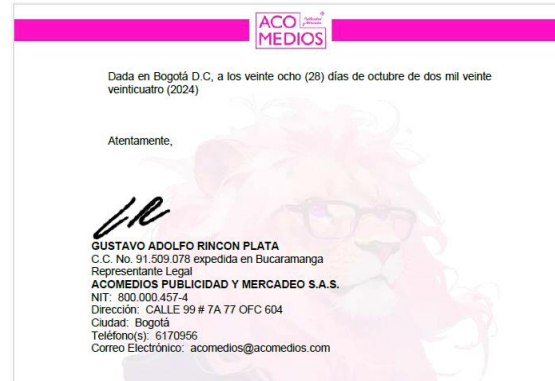 ACO Publicidad y Mercadeo
MEDIOS
Dada en Bogotá D.C, a los veinte ocho (28) días de octubre de dos mil veinte
veinticuatro (2024)
Atentamente,
GUSTAVO ADOLFO RINCON PLATA
C.C. No. 91.509.078 expedida en Bucaramanga
Representante Legal
ACOMEDIOS PUBLICIDAD Y MERCADEO S.A.S.
NIT: 800.000.457-4
Dirección: CALLE 99 # 7A 77 OFC 604
Ciudad: Bogotá
Teléfono(s): 6170956
Correo Electrónico: acomedios@acomedios.com